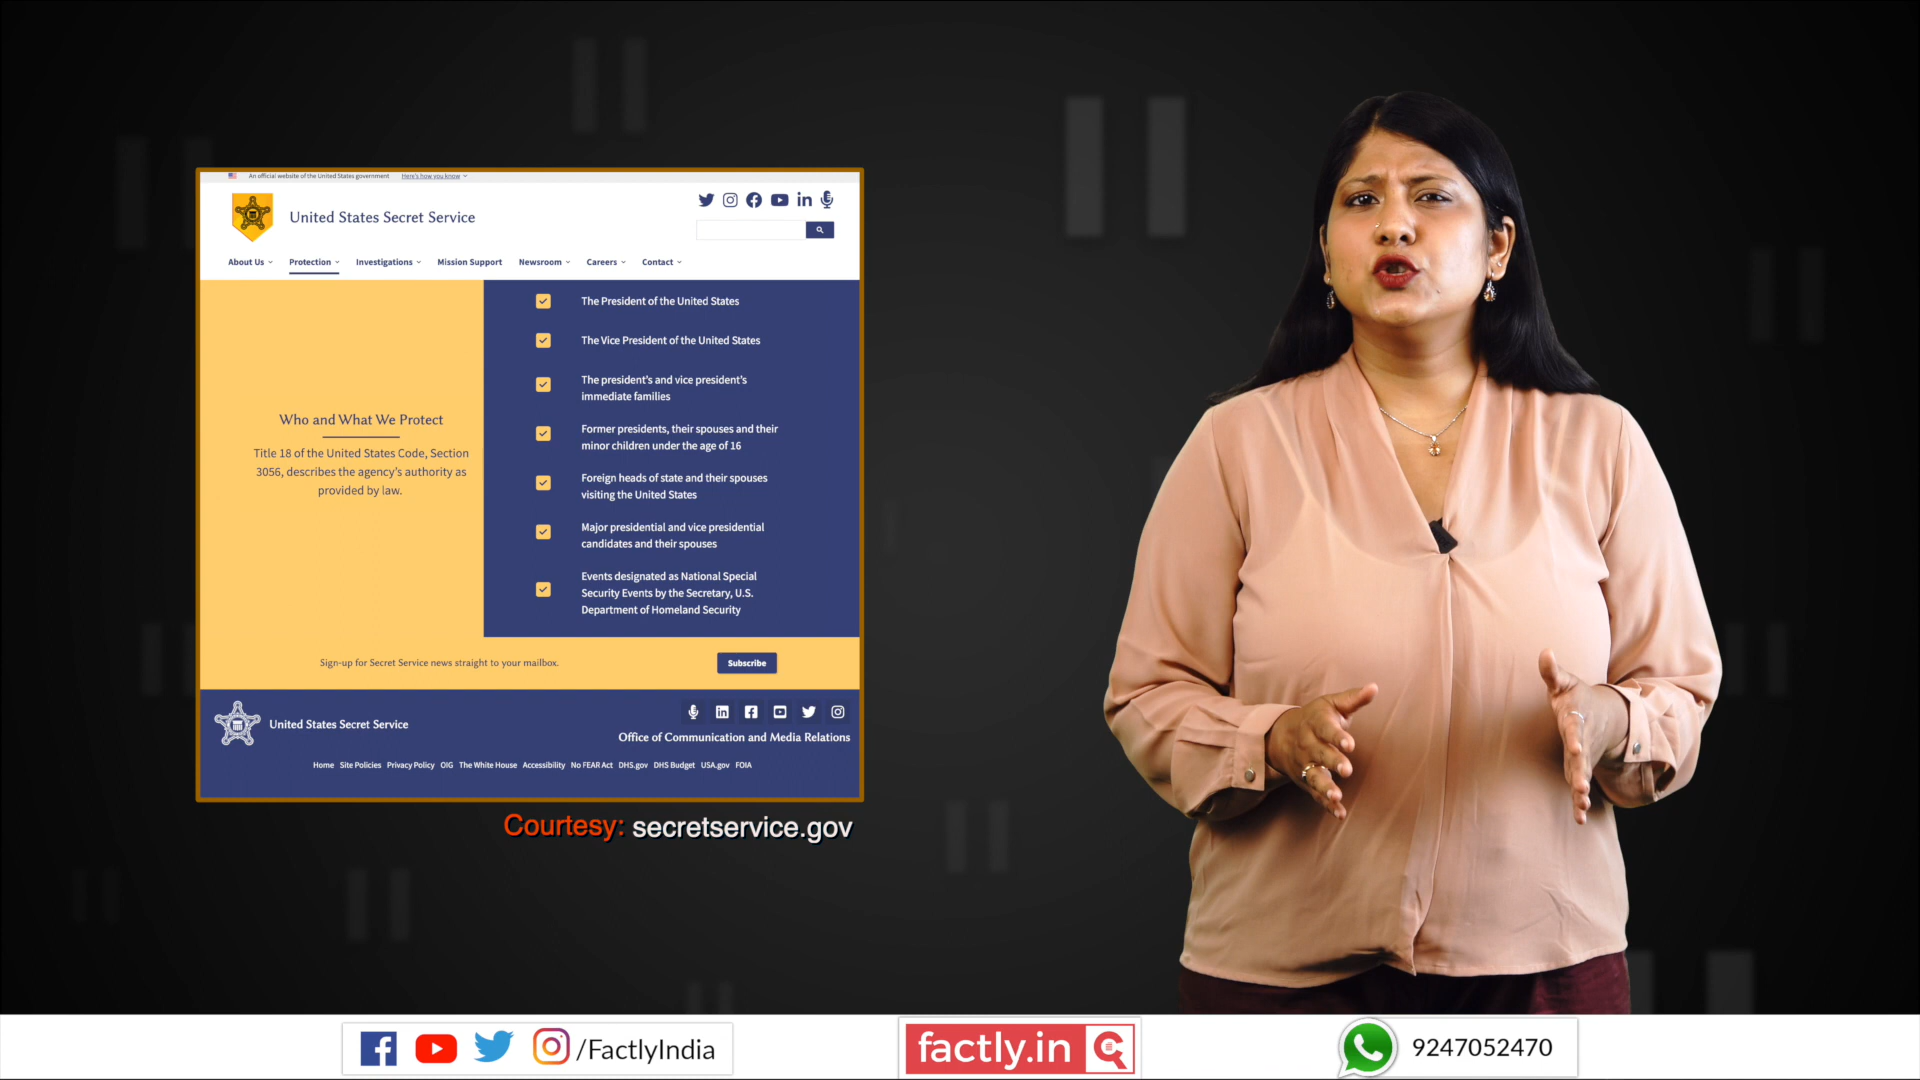 An official website of the United States government Here's how you know
United States Secret Service
About Us Protection Investigations Mission Support Newsroom Careers Contact
Who and What We Protect
Title 18 of the United States Code, Section
3056, describes the agency's authority as
provided by law.
The President of the United States
The Vice President of the United States
The president's and vice president's
immediate families
Former presidents, their spouses and their
minor children under the age of 16
Foreign heads of state and their spouses
visiting the United States
Major presidential and vice presidential
candidates and their spouses
Events designated as National Special
Security Events by the Secretary, U.S.
Department of Homeland Security
Sign-up for Secret Service news straight to your mailbox.
Subscribe
United States Secret Service
Office of Communication and Media Relations
Home Site Policies Privacy Policy OIG The White House Accessibility No FEAR Act DHS.gov DHS Budget USA.gov FOIA
Courtesy: secretservice.gov
/FactlyIndia
factly.in
9247052470